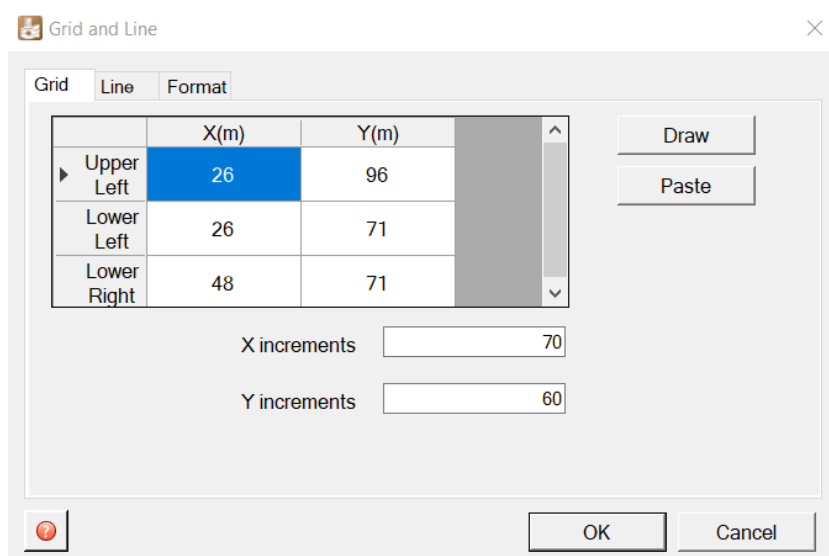 Grid and Line
Grid Line Format
X(m) Y(m) Draw
Upper Left 26 96 Paste
Lower Left 26 71
Lower Right 48 71
X increments 70
Y increments 60
? OK Cancel